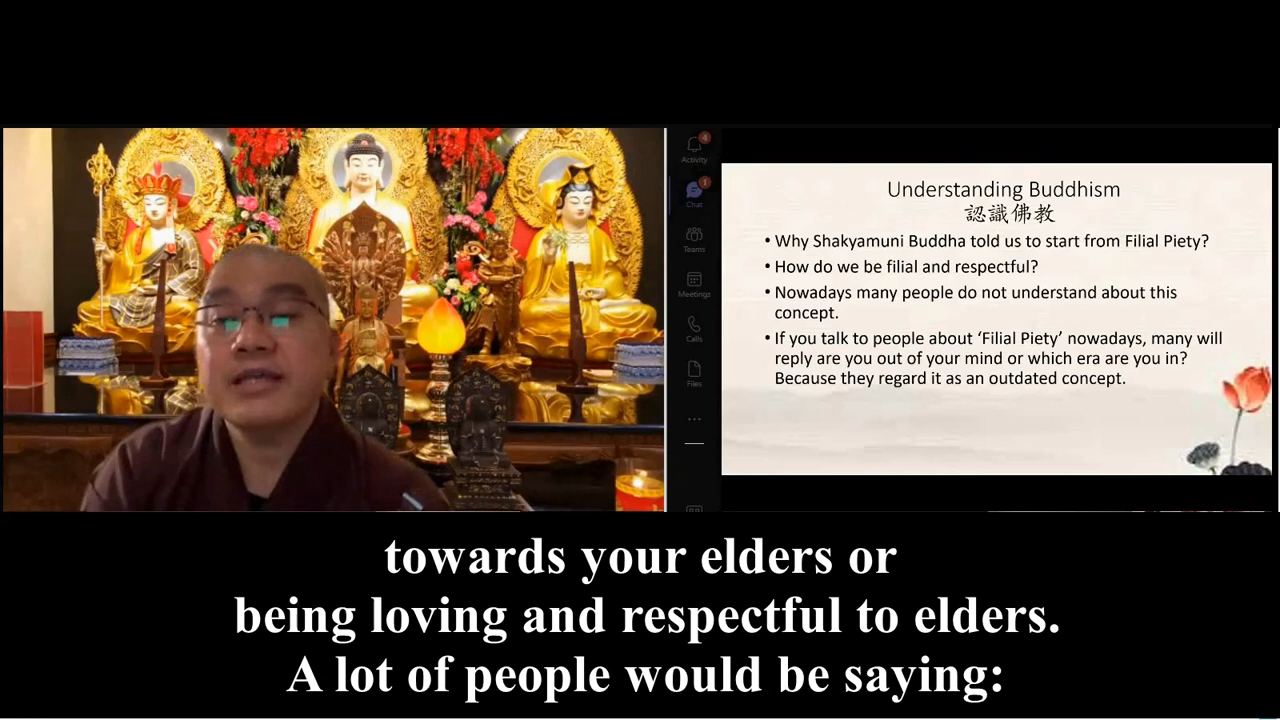 4
Activity
1
Chat
Teams
Meetings
Calls
Files
Understanding Buddhism
認識佛教
• Why Shakyamuni Buddha told us to start from Filial Piety?
• How do we be filial and respectful?
• Nowadays many people do not understand about this
concept.
• If you talk to people about ‘Filial Piety’ nowadays, many will
reply are you out of your mind or which era are you in?
Because they regard it as an outdated concept.
towards your elders or
being loving and respectful to elders.
A lot of people would be saying: